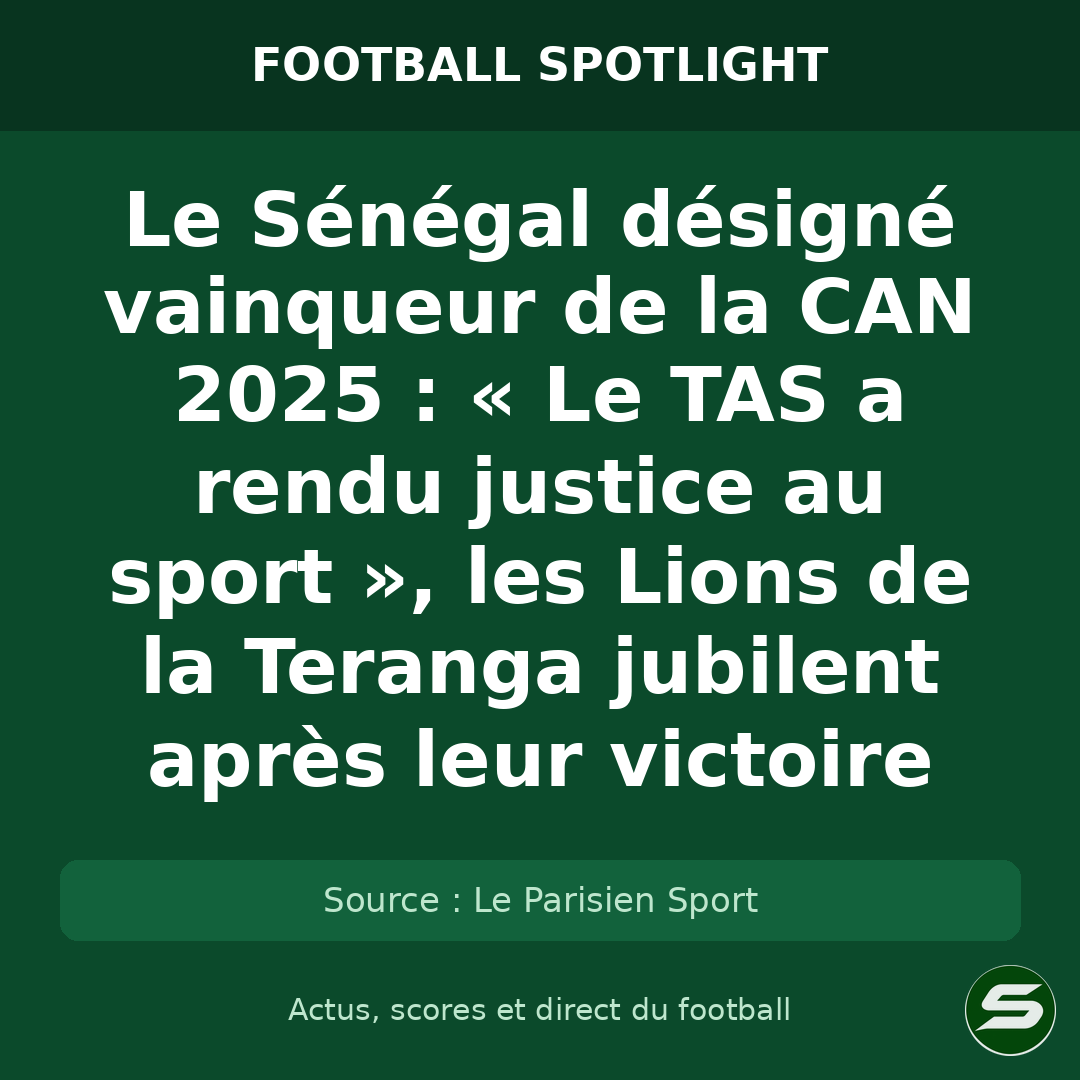 FOOTBALL SPOTLIGHT
Le Sénégal désigné
vainqueur de la CAN
2025 : « Le TAS a
rendu justice au
sport », les Lions de
la Teranga jubilent
après leur victoire
Source : Le Parisien Sport
Actus, scores et direct du football
S